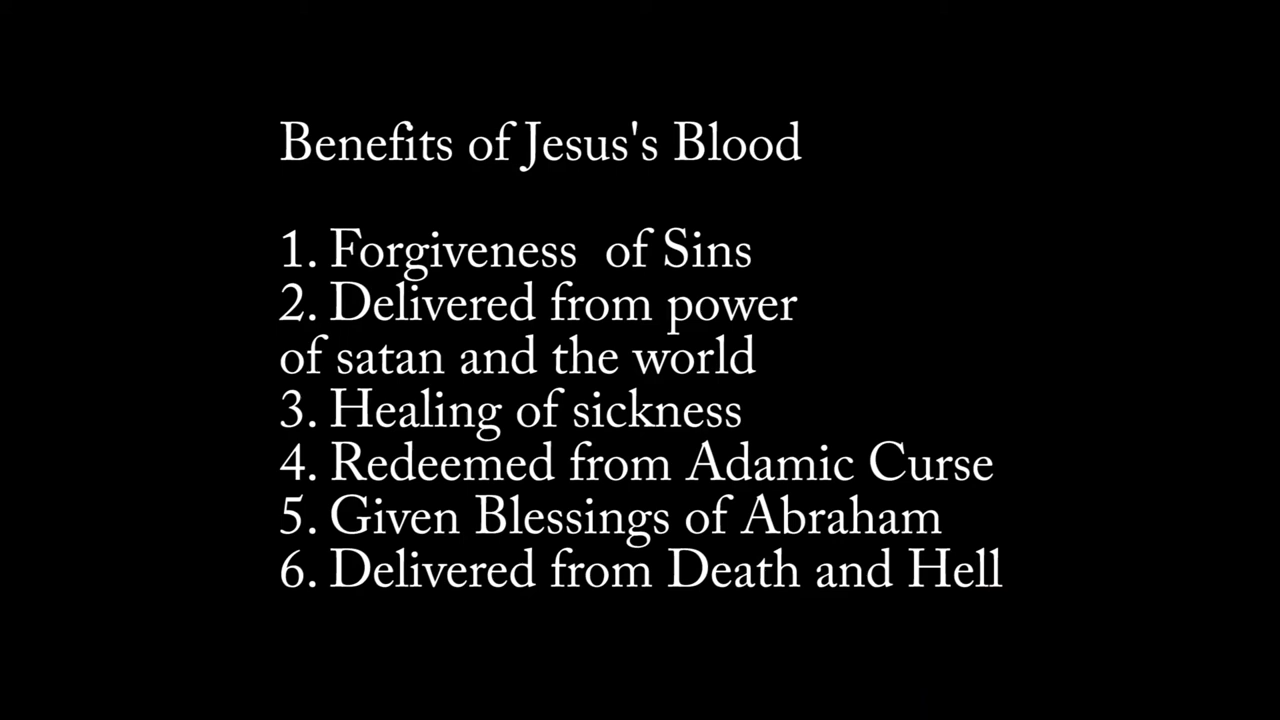 Benefits of Jesus's Blood
1. Forgiveness  of Sins
2. Delivered from power
of satan and the world
3. Healing of sickness
4. Redeemed from Adamic Curse
5. Given Blessings of Abraham
6. Delivered from Death and Hell